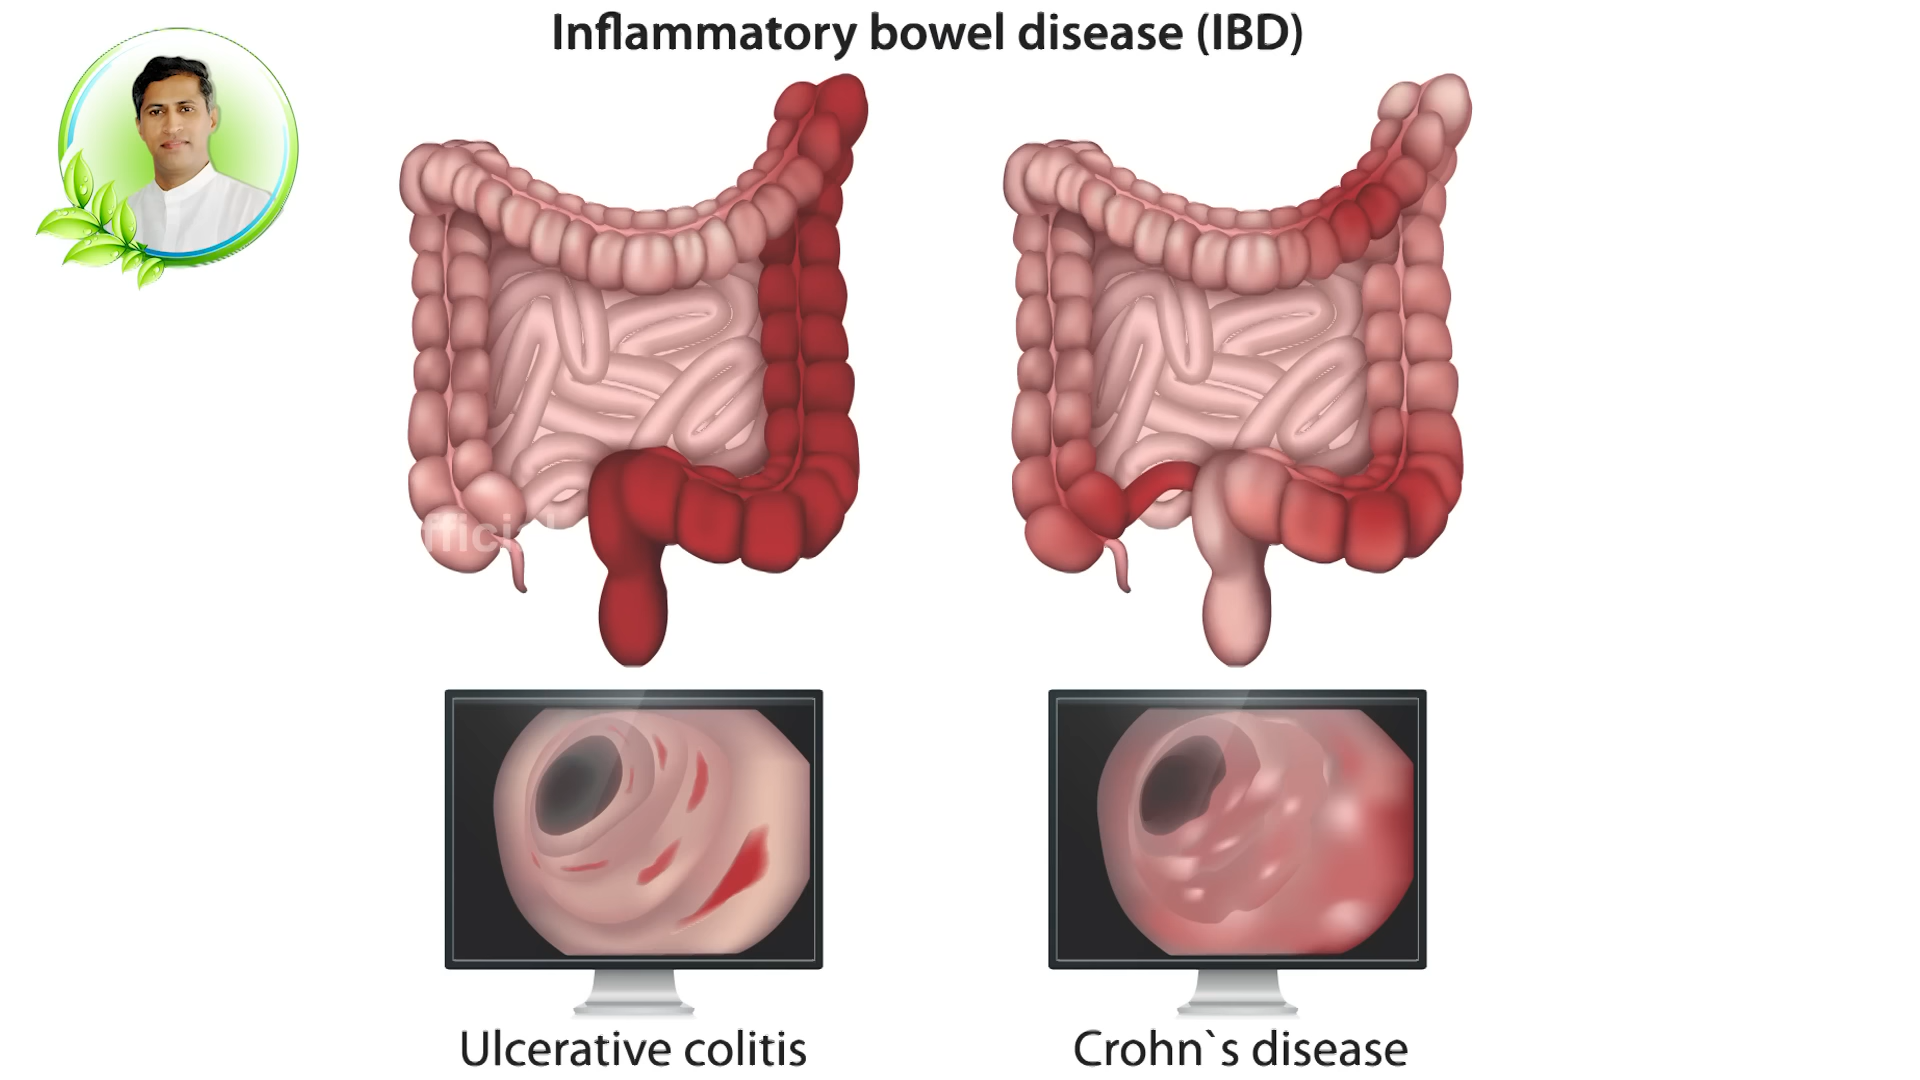 Inflammatory bowel disease (IBD)
Ulcerative colitis
Crohn`s disease